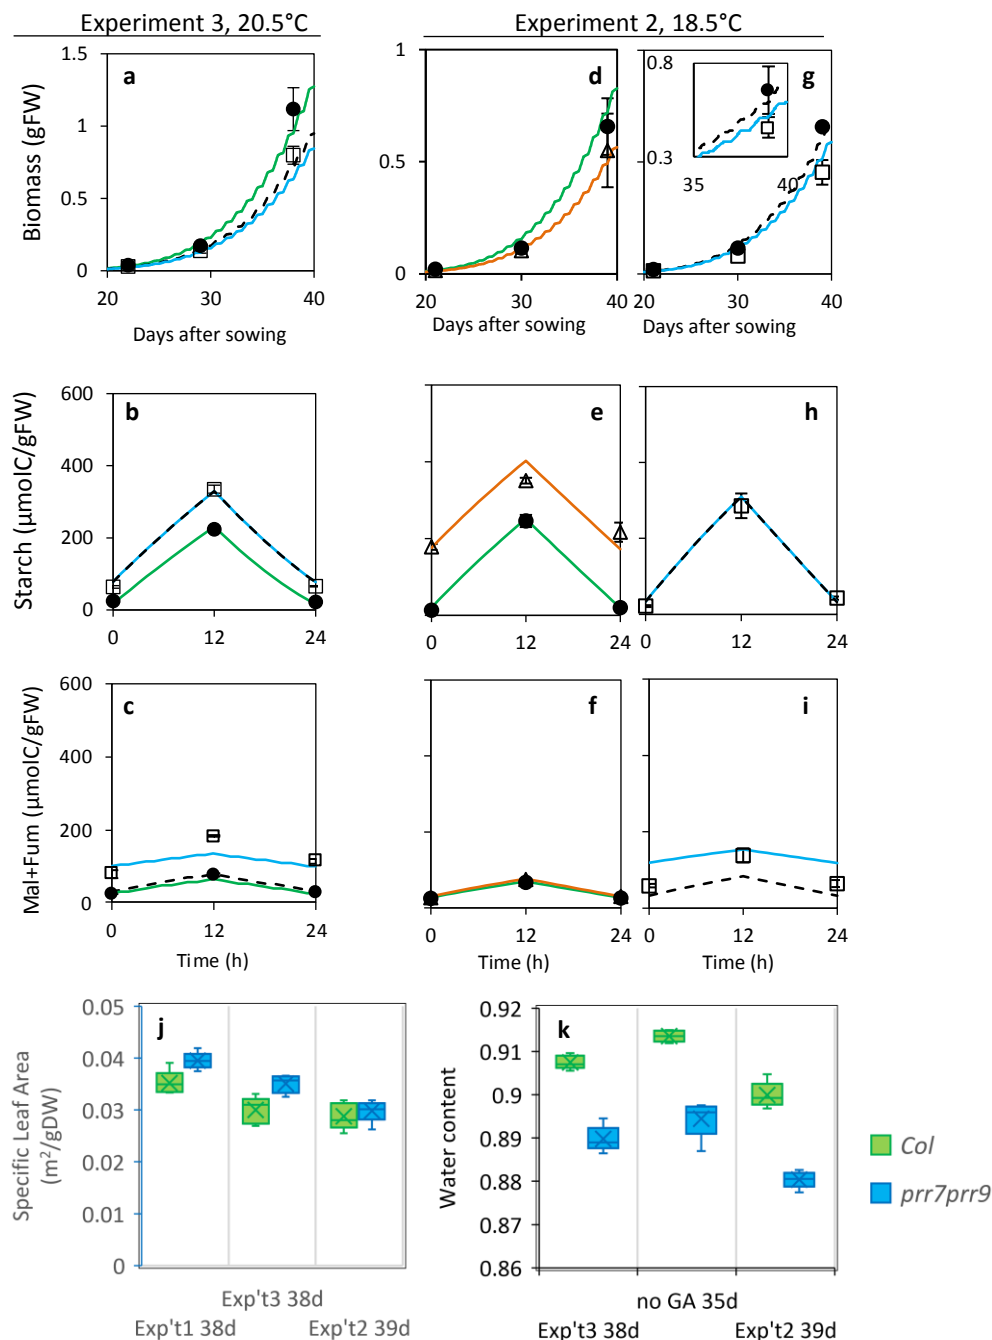 Experiment 3, 20.5°C
Experiment 2, 18.5°C
Biomass (gFW)
1.5
1
0.5
0
a
20
30
40
Days after sowing
1
0.5
0
d
20
30
40
Days after sowing
0.8
0.3
35
40
g
20
30
40
Starch (µmolC/gFW)
600
400
200
0
b
0
12
24
e
0
12
24
h
0
12
24
Mal+Fum (µmolC/gFW)
600
400
200
0
c
0
12
24
Time (h)
f
0
12
24
Time (h)
i
0
12
24
Time (h)
Specific Leaf Area
(m²/gDW)
0.05
0.04
0.03
0.02
0.01
0
j
Exp't3 38d
Exp't1 38d
Exp't2 39d
Water content
0.92
0.91
0.9
0.89
0.88
0.87
0.86
k
no GA 35d
Exp't3 38d
Exp't2 39d
Col
prr7prr9